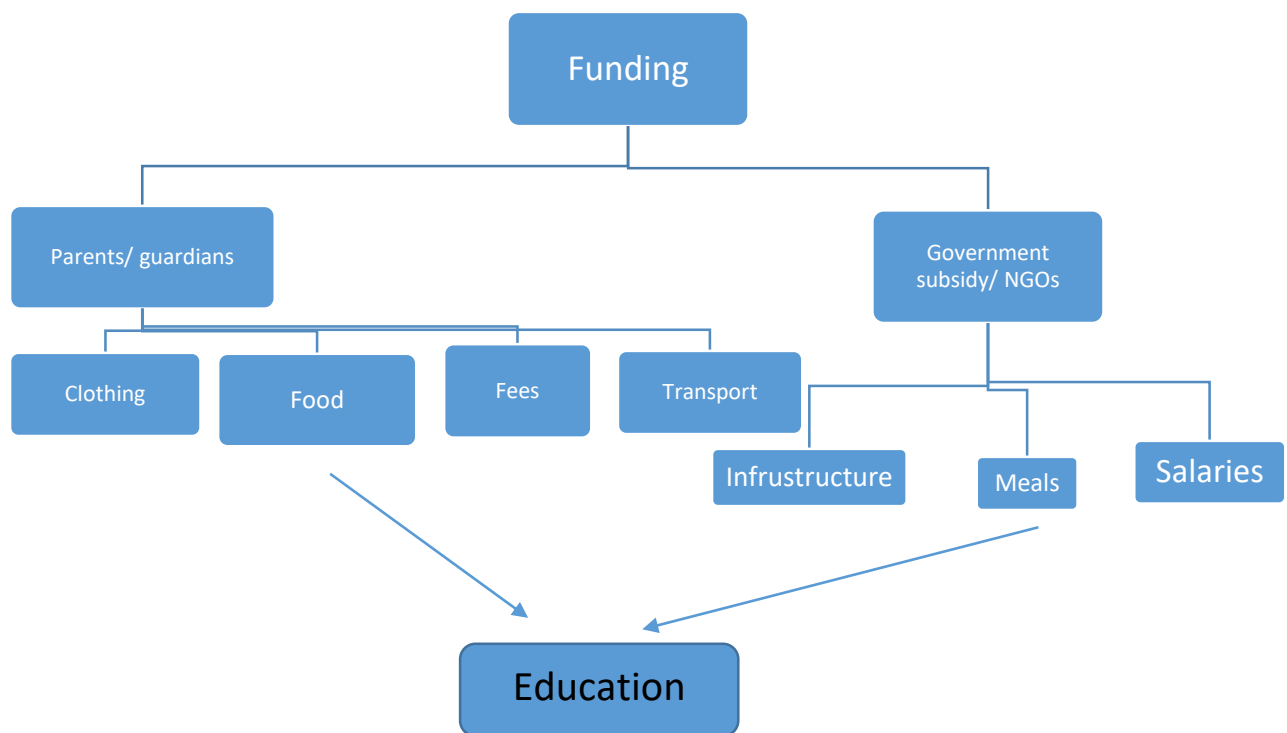 Funding
Parents/ guardians
Government
subsidy/ NGOs
Clothing
Food
Fees
Transport
Infrustructure
Meals
Salaries
Education